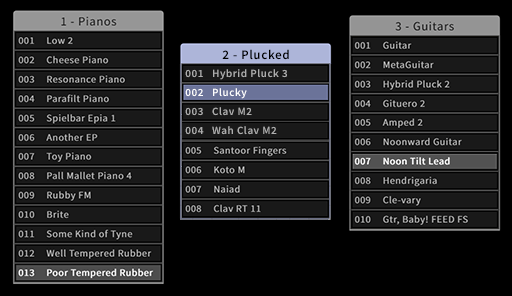 1 - Pianos
001 Low 2
002 Cheese Piano
003 Resonance Piano
004 Parafilt Piano
005 Spielbar Epia 1
006 Another EP
007 Toy Piano
008 Pall Mallet Piano 4
009 Rubby FM
010 Brite
011 Some Kind of Tyne
012 Well Tempered Rubber
013 Poor Tempered Rubber
2 - Plucked
001 Hybrid Pluck 3
002 Plucky
003 Clav M2
004 Wah Clav M2
005 Santoor Fingers
006 Koto M
007 Naiad
008 Clav RT 11
3 - Guitars
001 Guitar
002 MetaGuitar
003 Hybrid Pluck 2
004 Gituero 2
005 Amped 2
006 Noonward Guitar
007 Noon Tilt Lead
008 Hendrigaria
009 Cle-vary
010 Gtr, Baby! FEED FS